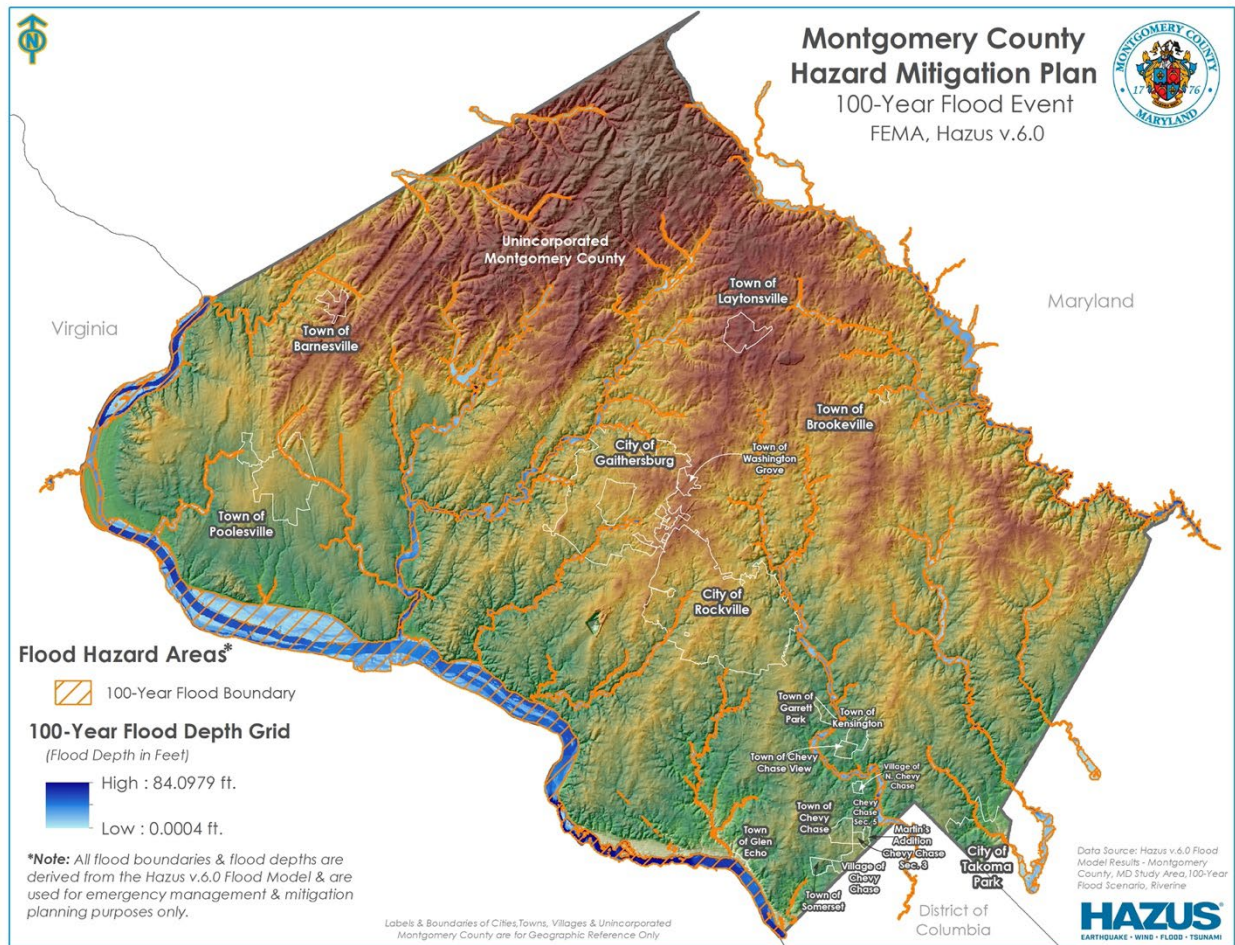 N
Montgomery County
Hazard Mitigation Plan
100-Year Flood Event
FEMA, Hazus v.6.0
MONTGOMERY COUNTY
17 76
MARYLAND
Unincorporated
Montgomery County
Town of
Laytonsville
Virginia
Maryland
Town of
Barnesville
Town of
Brookeville
City of
Gaithersburg
Town of
Washington
Grove
Town of
Poolesville
City of
Rockville
Flood Hazard Areas*
100-Year Flood Boundary
100-Year Flood Depth Grid
(Flood Depth in Feet)
High : 84.0979 ft.
Low : 0.0004 ft.
*Note: All flood boundaries & flood depths are
derived from the Hazus v.6.0 Flood Model & are
used for emergency management & mitigation
planning purposes only.
Town of
Garrett
Park
Town of
Kensington
Town of Chevy
Chase View
Village of
N. Chevy
Chase
Chevy
Chase
Sec. 5
Town of
Chevy
Chase
Martin's
Addition
Chevy Chase
Sec. 3
Town
of Glen
Echo
Village of
Chevy
Chase
Town of
Somerset
City of
Takoma
Park
District of
Columbia
Labels & Boundaries of Cities,Towns, Villages & Unincorporated
Montgomery County are for Geographic Reference Only
Data Source: Hazus v.6.0 Flood
Model Results - Montgomery
County, MD Study Area,100-Year
Flood Scenario, Riverine
HAZUS®
EARTHQUAKE • WIND • FLOOD • TSUNAMI